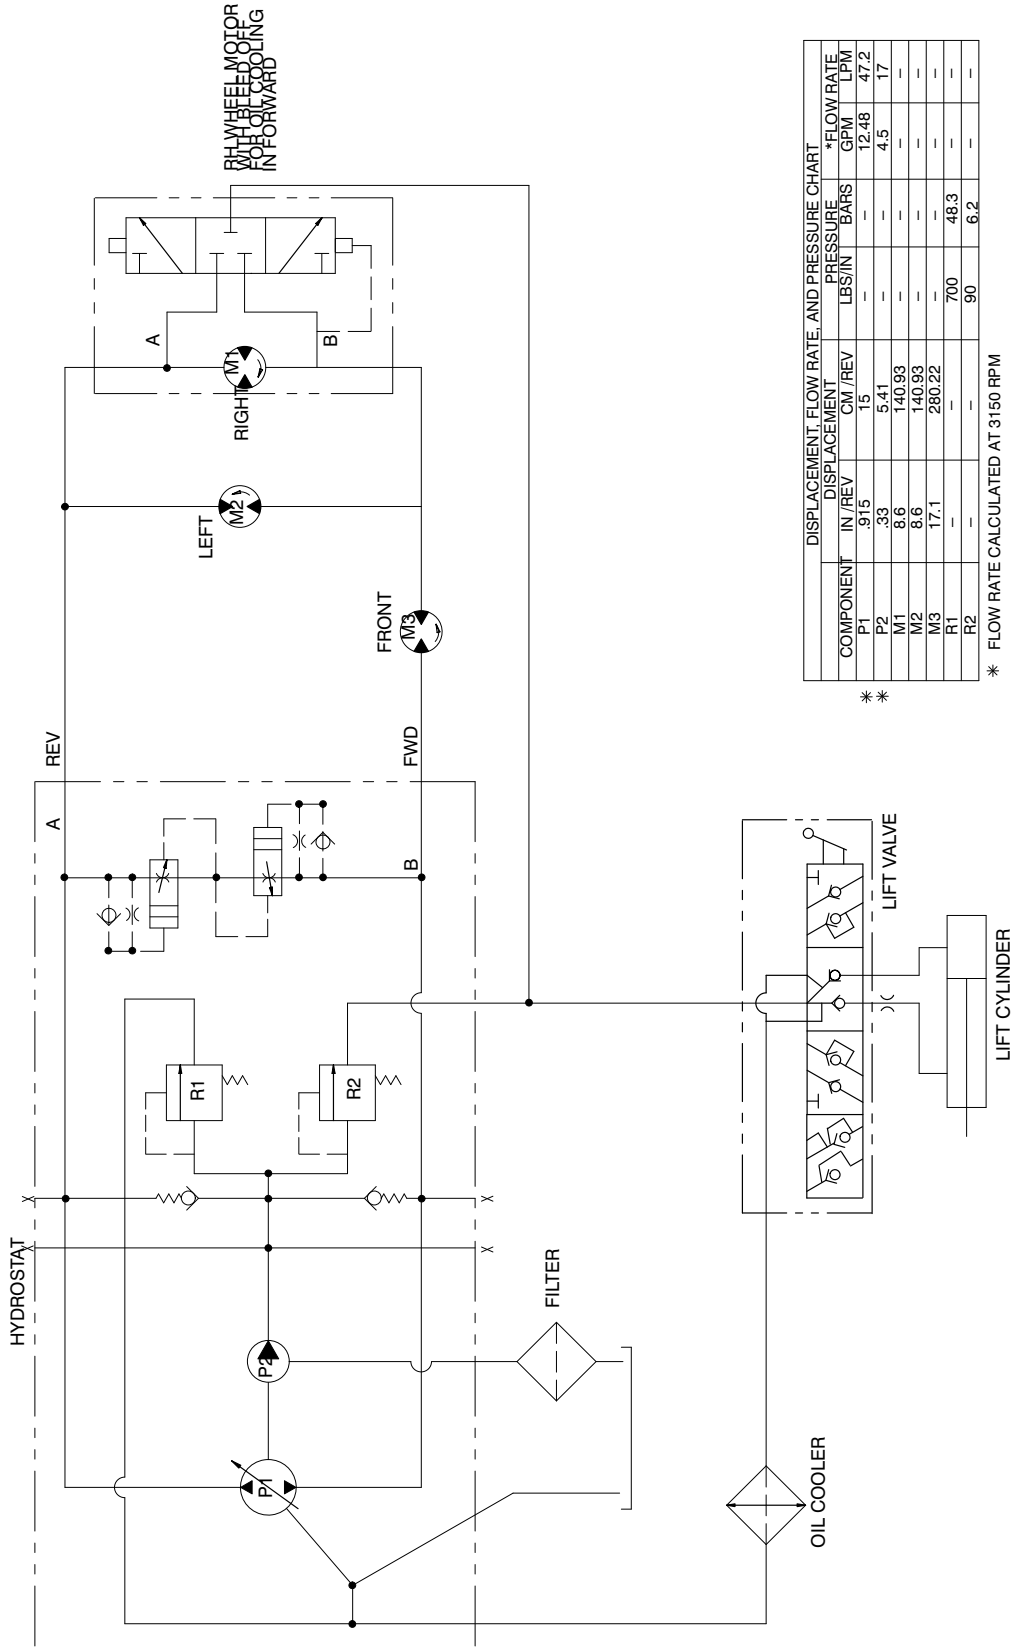 RH WHEEL MOTOR
WITH BLEED OFF
FOR OIL COOLING
IN FORWARD
A
B
M1
RIGHT
M2
LEFT
M3
FRONT
REV
FWD
A
B
R1
R2
HYDROSTAT
P2
P1
FILTER
OIL COOLER
LIFT VALVE
LIFT CYLINDER
DISPLACEMENT, FLOW RATE, AND PRESSURE CHART
DISPLACEMENT PRESSURE *FLOW RATE
COMPONENT IN /REV CM /REV LBS/IN BARS GPM LPM
* P1 .915 15 – – 12.48 47.2
* P2 .33 5.41 – – 4.5 17
M1 8.6 140.93 – – – –
M2 8.6 140.93 – – – –
M3 17.1 280.22 – – – –
R1 – – 700 48.3 – –
R2 – – 90 6.2 – –
* FLOW RATE CALCULATED AT 3150 RPM